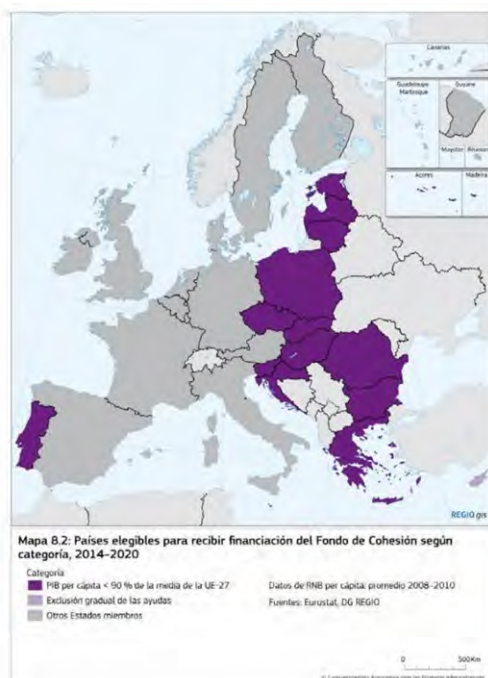 Canarias
Guadeloupe
Martinique
Guyane
Mayotte
Réunion
Açores
Madeira
REGIO gis
Mapa 8.2: Países elegibles para recibir financiación del Fondo de Cohesión según
categoría, 2014-2020
Categoría
PIB per cápita < 90 % de la media de la UE-27
Exclusión gradual de las ayudas
Otros Estados miembros
Datos de RNB per cápita: promedio 2008-2010
Fuentes: Eurostat, DG REGIO
0 500 Km